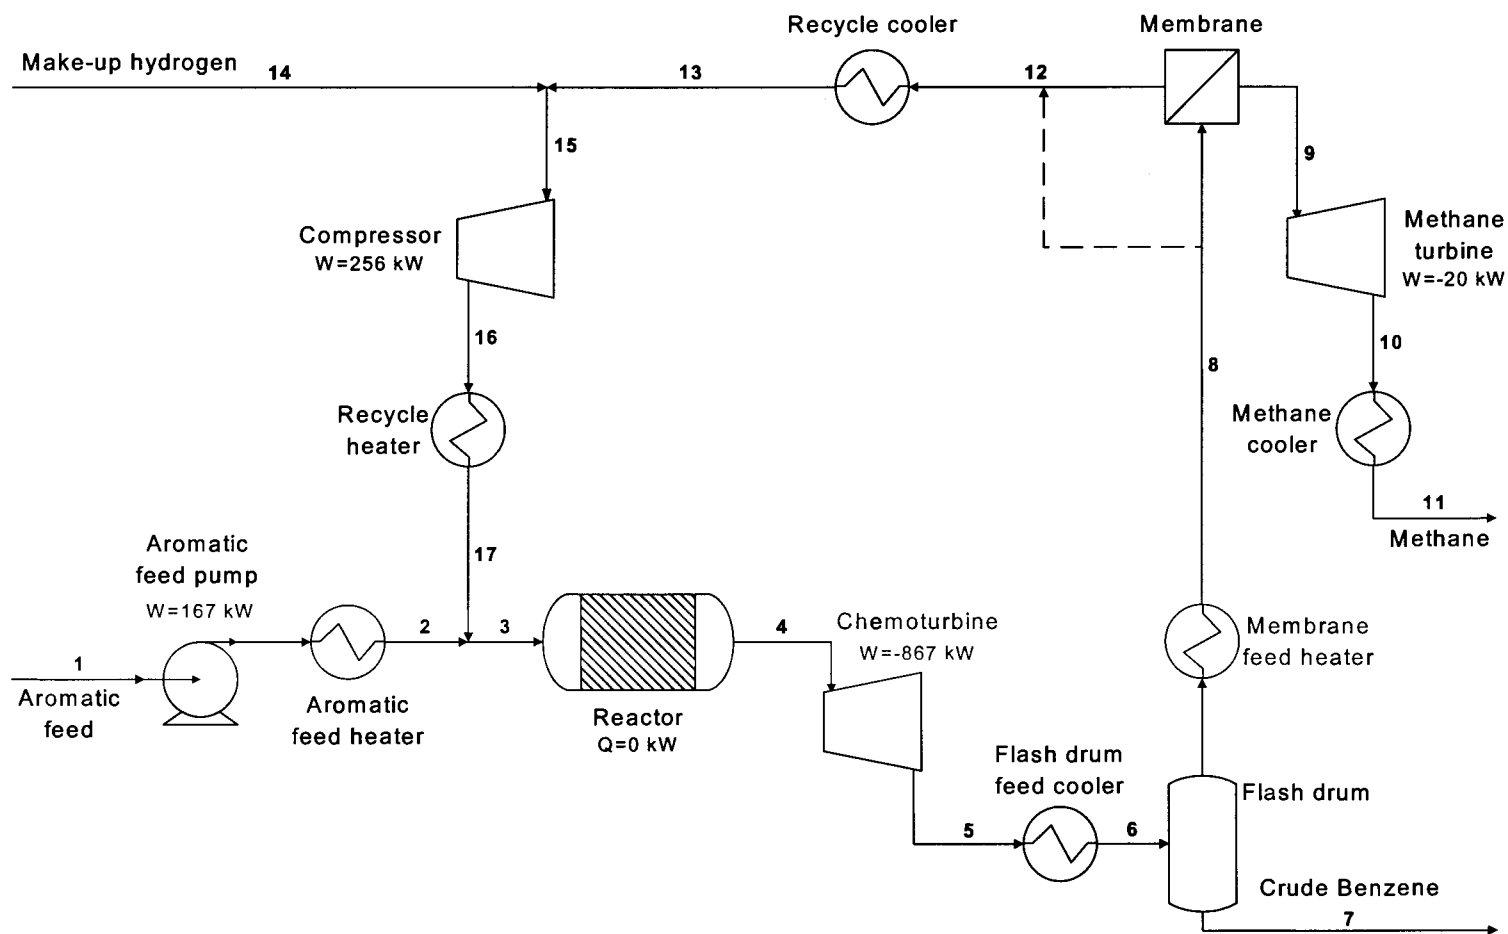 Recycle cooler
Membrane
Make-up hydrogen
14
13
12
15
9
Compressor
W=256 kW
Methane
turbine
W=-20 kW
16
10
8
Recycle
heater
Methane
cooler
11
Methane
17
Aromatic
feed pump
W=167 kW
2
3
4
Chemoturbine
W=-867 kW
Membrane
feed heater
1
Aromatic
feed
Aromatic
feed heater
Reactor
Q=0 kW
Flash drum
feed cooler
Flash drum
5
6
Crude Benzene
7